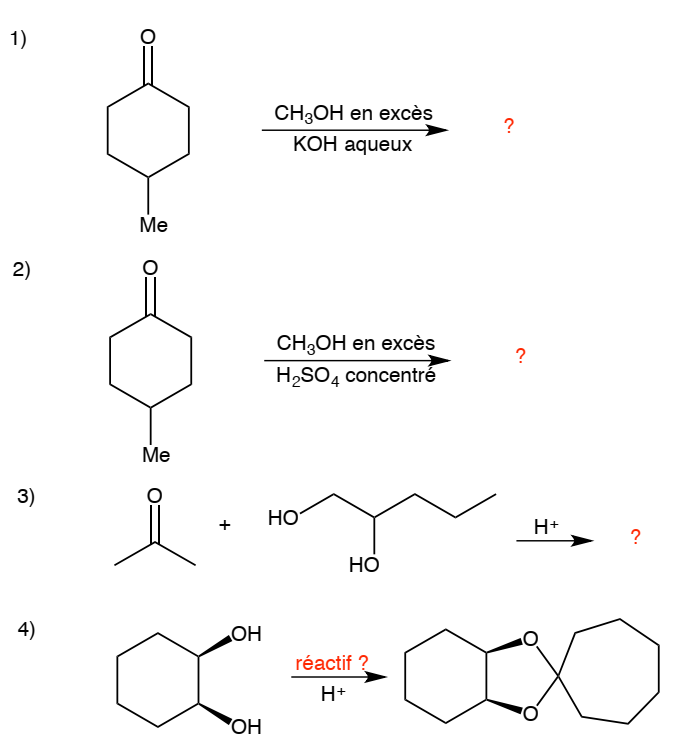 1)
O
CH₃OH en excès
KOH aqueux
?
Me
2)
O
CH₃OH en excès
H₂SO₄ concentré
?
Me
3)
O
+
HO
HO
H⁺
?
4)
OH
OH
réactif ?
H⁺
O
O